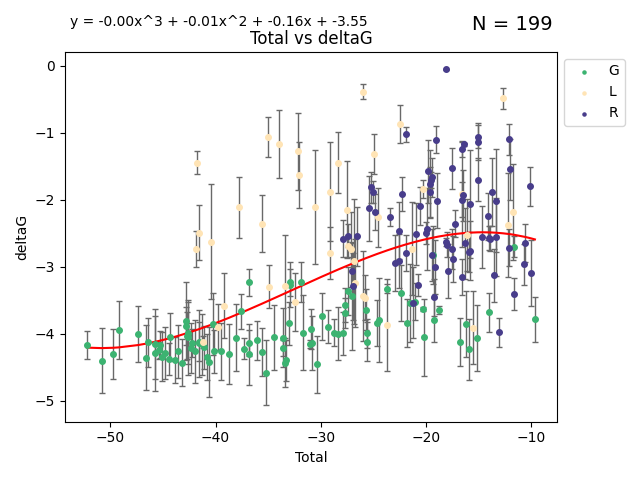 y = -0.00x^3 + -0.01x^2 + -0.16x + -3.55
N = 199
Total vs deltaG
G
L
R
0
−1
−2
−3
−4
−5
deltaG
−50
−40
−30
−20
−10
Total